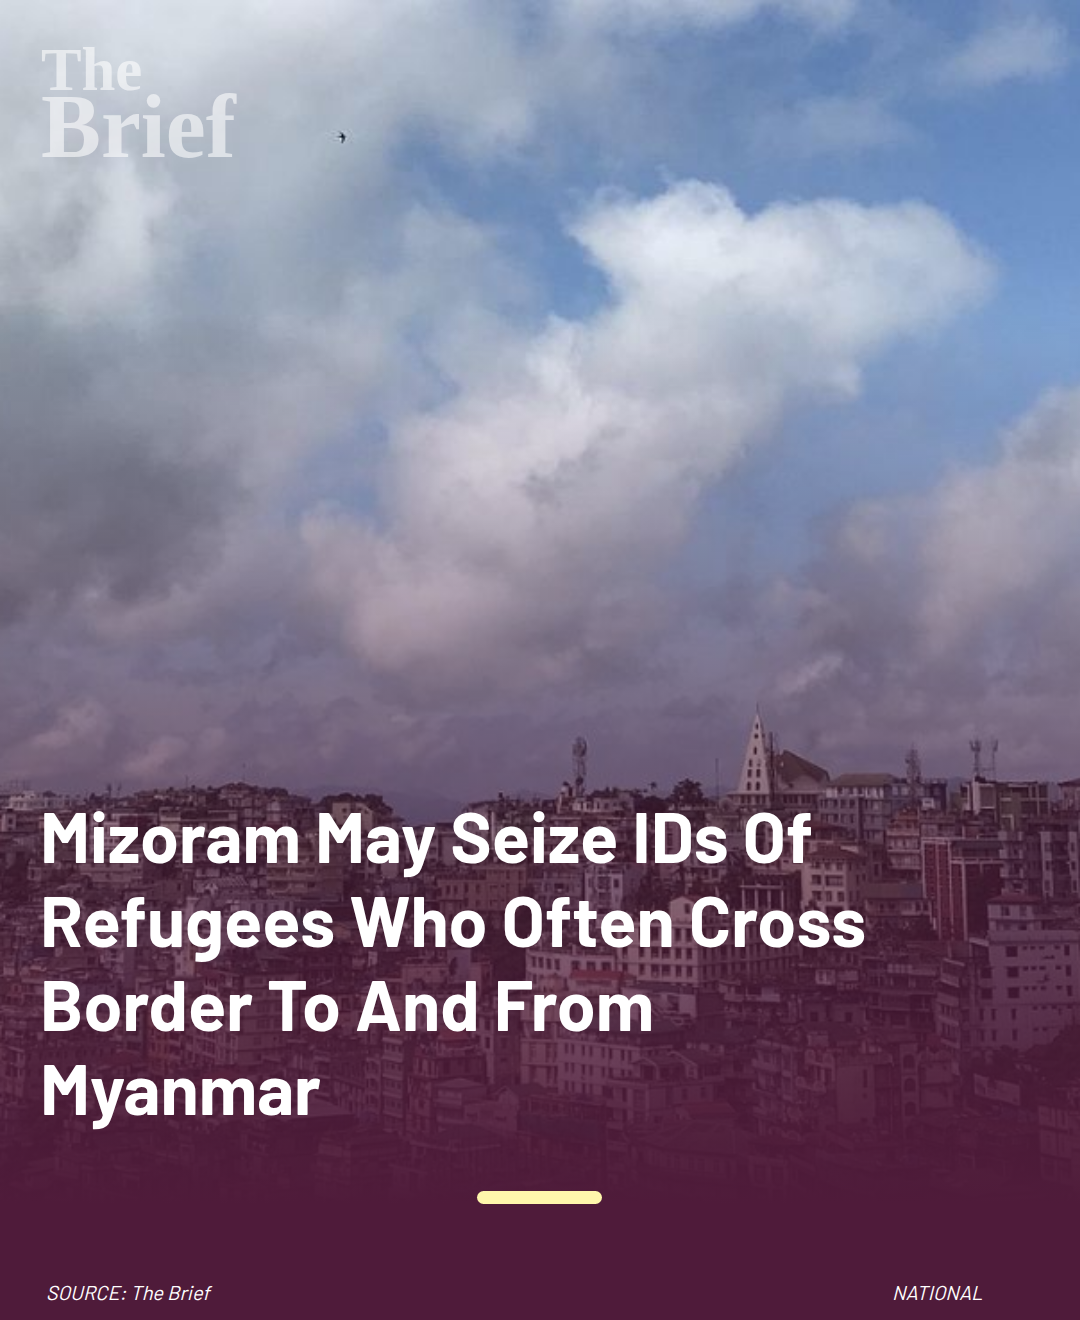 The
Brief
Mizoram May Seize IDs Of
Refugees Who Often Cross
Border To And From
Myanmar
SOURCE: The Brief
NATIONAL